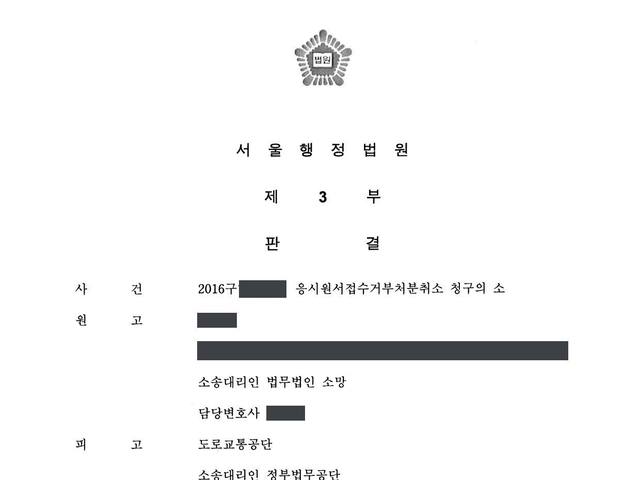 법원
서 울 행 정 법 원
제 3 부
판 결
사 건 2016구 응시원서접수거부처분취소 청구의 소
원 고
소송대리인 법무법인 소망
담당변호사
피 고 도로교통공단
소송대리인 정부법무공단